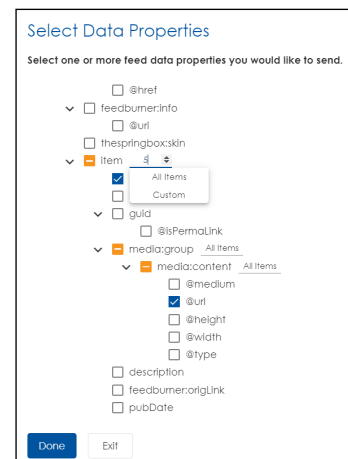 Select Data Properties
Select one or more feed data properties you would like to send.
@href
feedburner:info
@uri
thespringbox:skin
item 5
All Items
Custom
guid
@isPermaLink
media:group All Items
media:content All Items
@medium
@url
@height
@width
@type
description
feedburner:origLink
pubDate
Done Exit